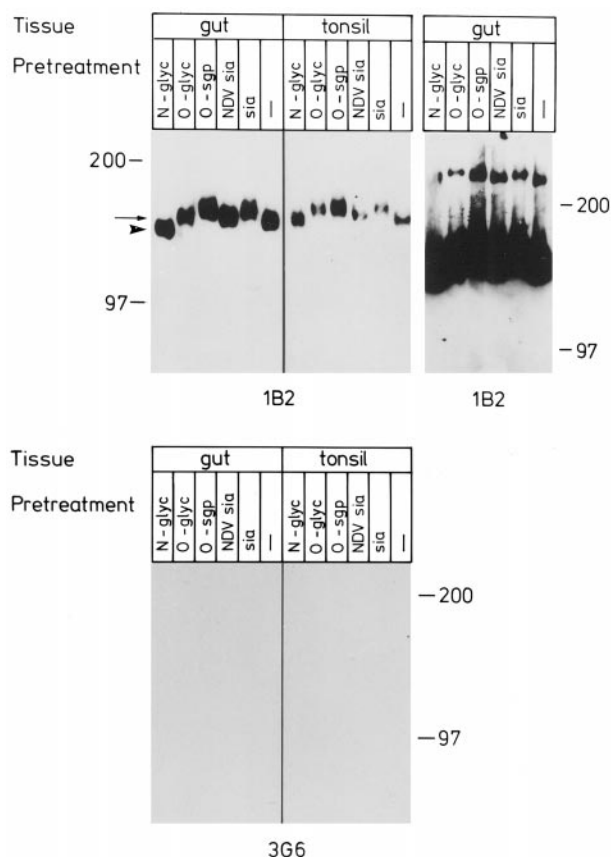 Tissue gut tonsil gut
Pretreatment N-glyc O-glyc O-sgp NDV sia sia — N-glyc O-glyc O-sgp NDV sia sia — N-glyc O-glyc O-sgp NDV sia sia —
200
200
97
97
1B2 1B2
Tissue gut tonsil
Pretreatment N-glyc O-glyc O-sgp NDV sia sia — N-glyc O-glyc O-sgp NDV sia sia —
200
97
3G6